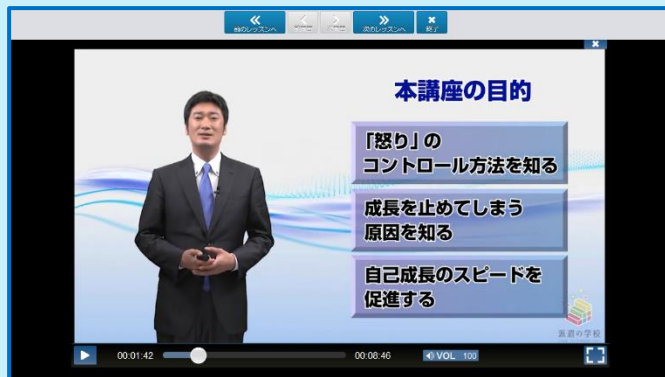 前のレッスンへ
次のレッスンへ
終了
本講座の目的
「怒り」の
コントロール方法を知る
成長を止めてしまう
原因を知る
自己成長のスピードを
促進する
派遣の学校
00:01:42
00:08:46
VOL 100